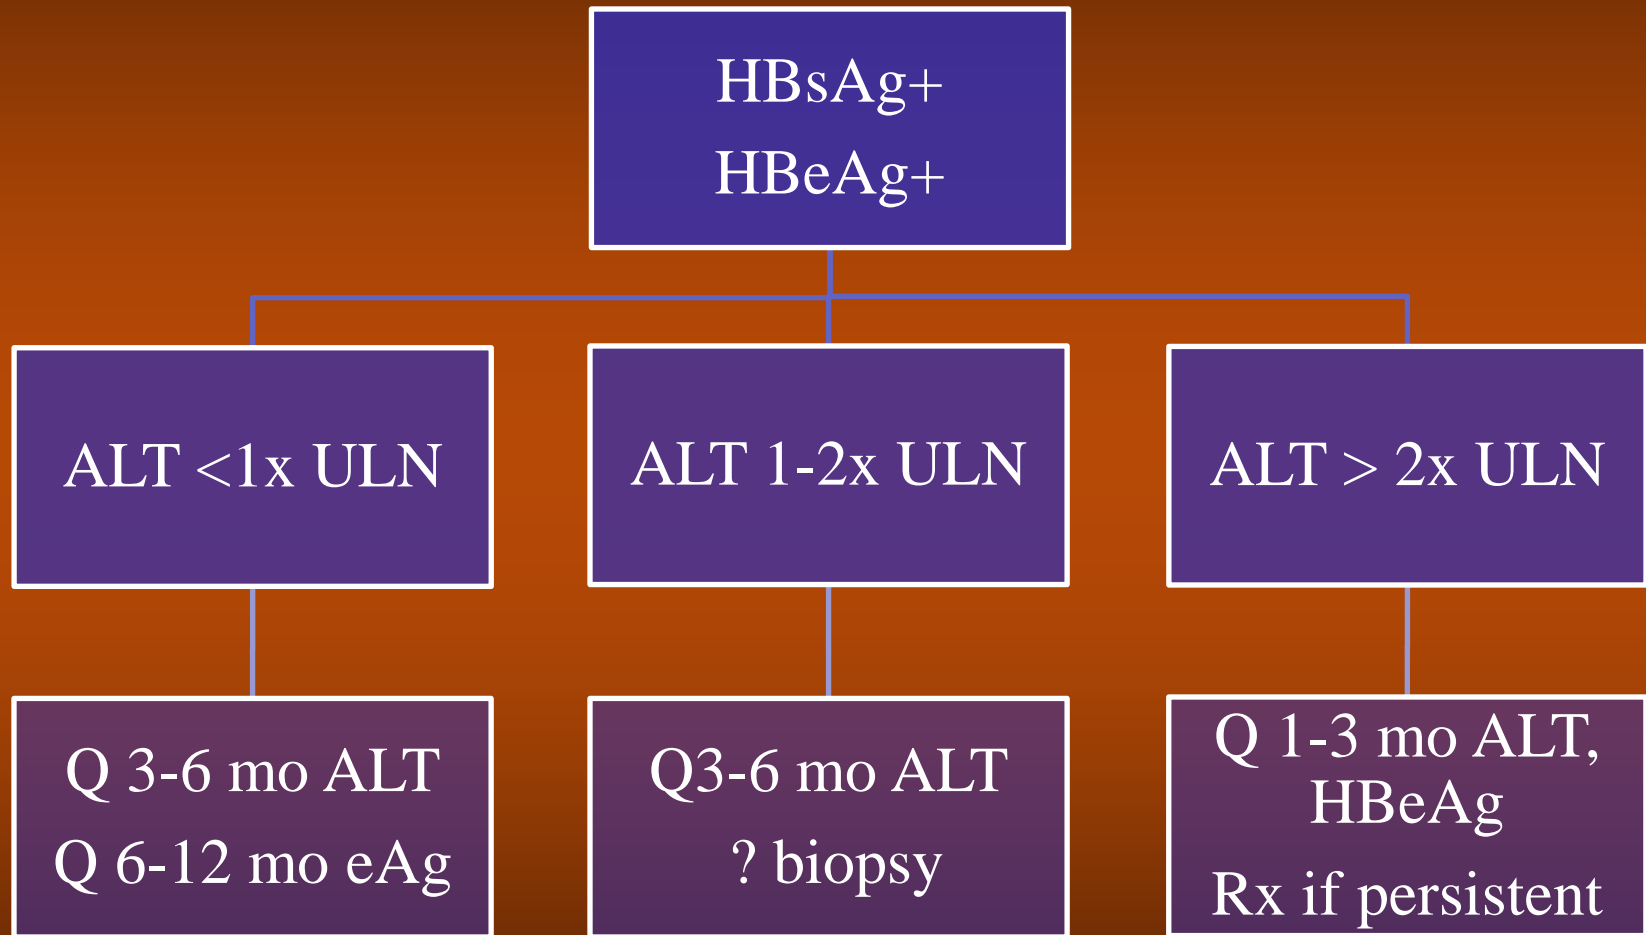 HBsAg+
HBeAg+
ALT <1x ULN
ALT 1-2x ULN
ALT > 2x ULN
Q 3-6 mo ALT
Q 6-12 mo eAg
Q3-6 mo ALT
? biopsy
Q 1-3 mo ALT,
HBeAg
Rx if persistent